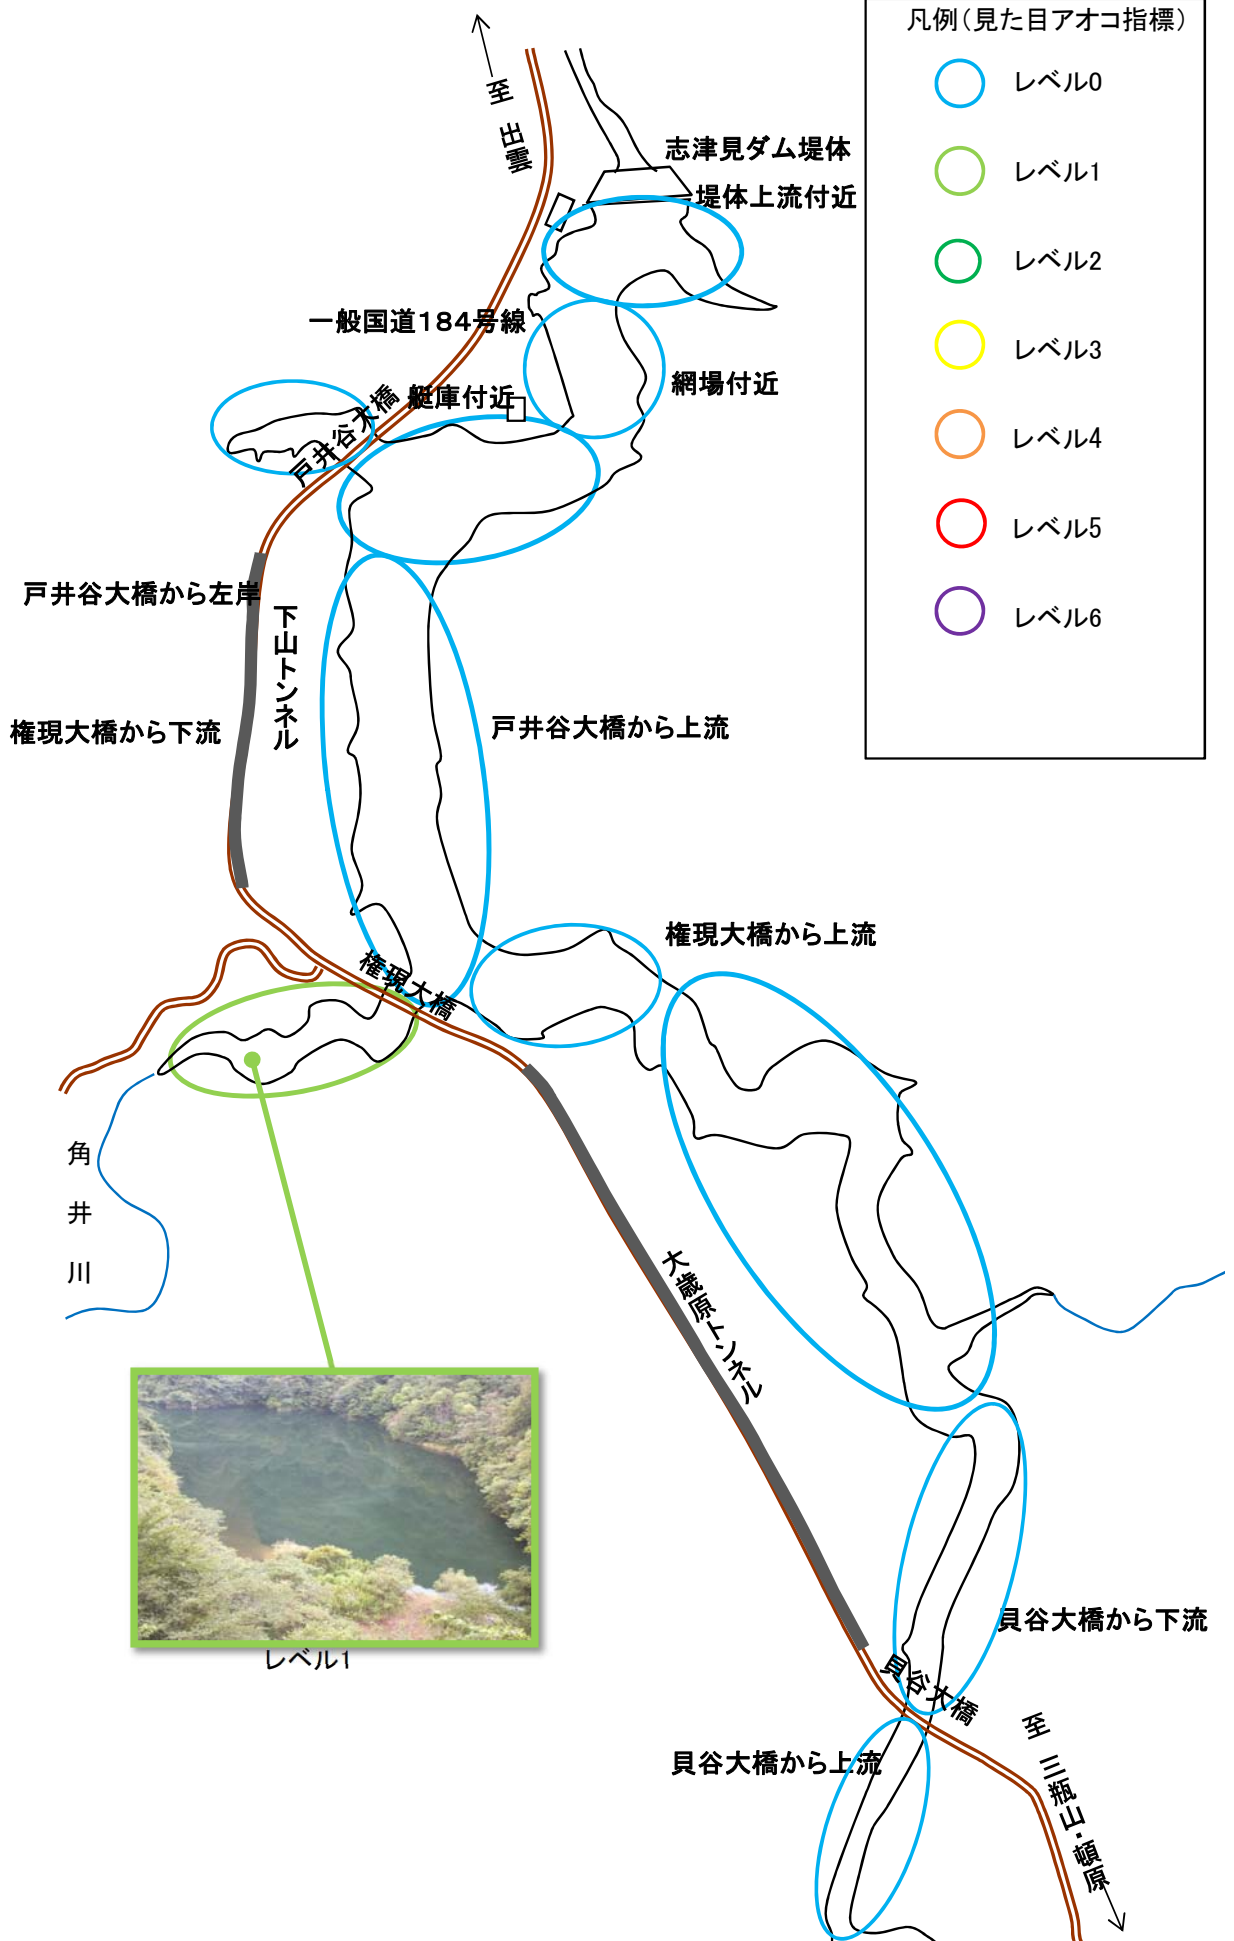 凡例（見た目アオコ指標）
レベル0
レベル1
レベル2
レベル3
レベル4
レベル5
レベル6
至 出雲
志津見ダム堤体
堤体上流付近
一般国道184号線
網場付近
艇庫付近
戸井谷大橋
戸井谷大橋から左岸
下山トンネル
権現大橋から下流
戸井谷大橋から上流
権現大橋から上流
権現大橋
角井川
大歳原トンネル
レベル1
貝谷大橋から下流
貝谷大橋
貝谷大橋から上流
至 三瓶山・頓原